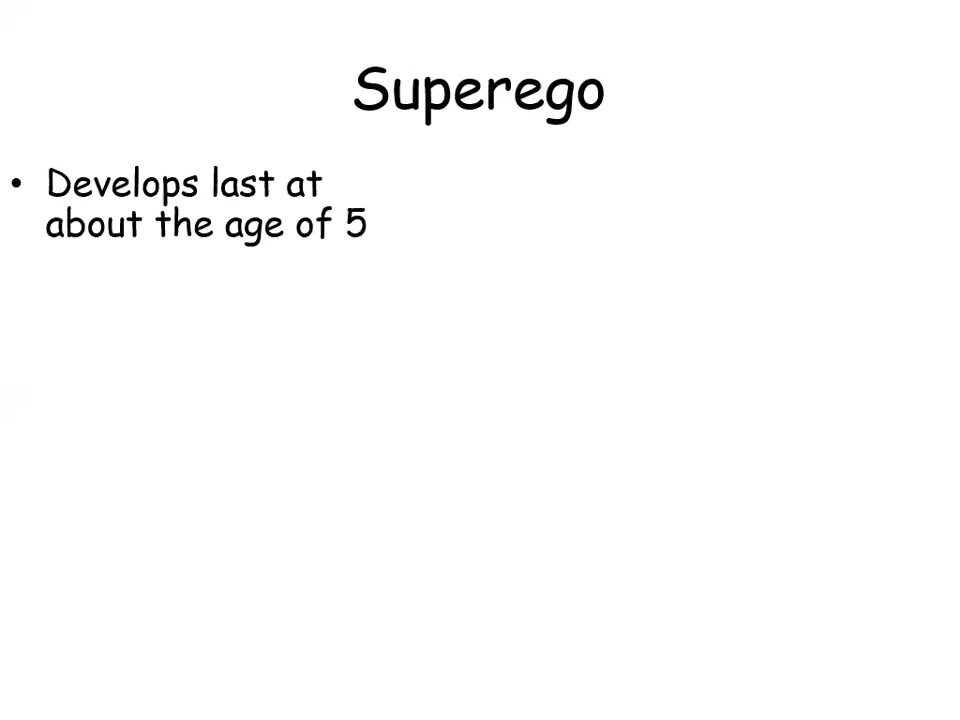 Superego
• Develops last at
about the age of 5